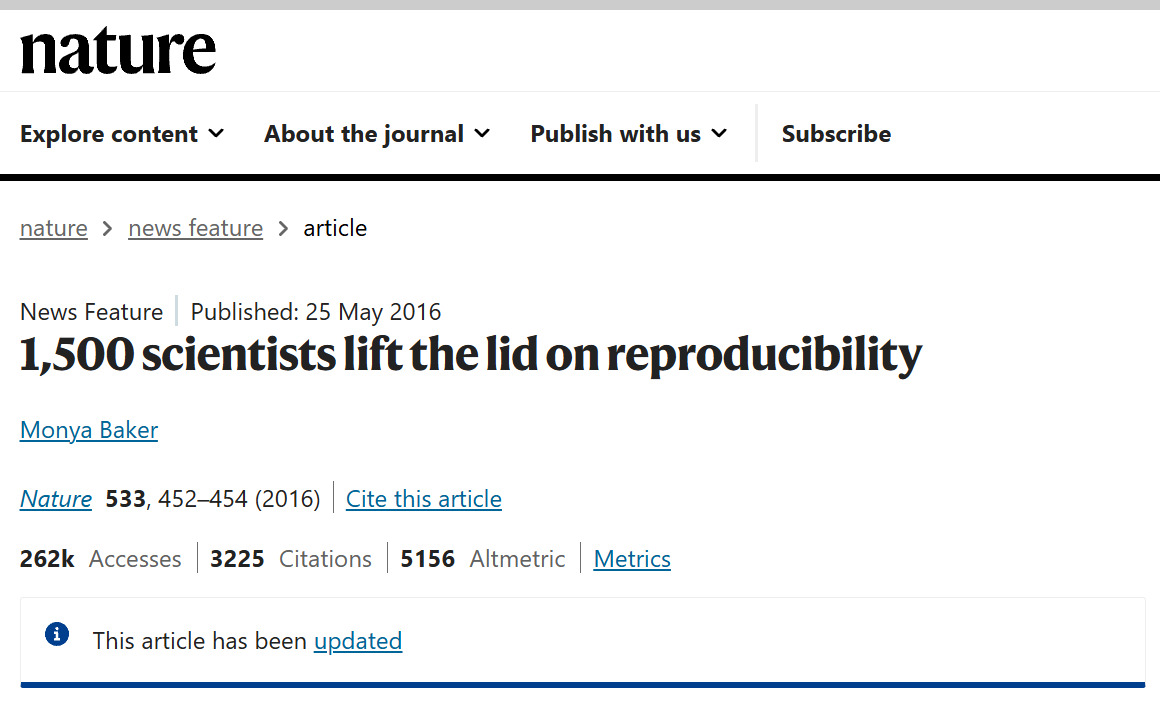 nature
Explore content About the journal Publish with us Subscribe
nature > news feature > article
News Feature | Published: 25 May 2016
1,500 scientists lift the lid on reproducibility
Monya Baker
Nature 533, 452–454 (2016) | Cite this article
262k Accesses | 3225 Citations | 5156 Altmetric | Metrics
This article has been updated